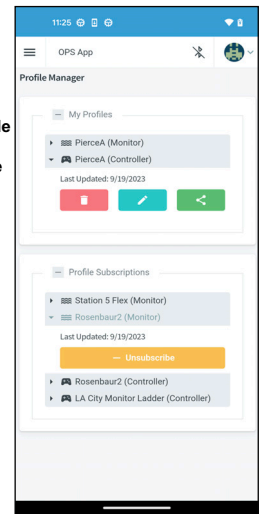 11:25
OPS App
Profile Manager
My Profiles
PierceA (Monitor)
PierceA (Controller)
Last Updated: 9/19/2023
Profile Subscriptions
Station 5 Flex (Monitor)
Rosenbaur2 (Monitor)
Last Updated: 9/19/2023
— Unsubscribe
Rosenbaur2 (Controller)
LA City Monitor Ladder (Controller)